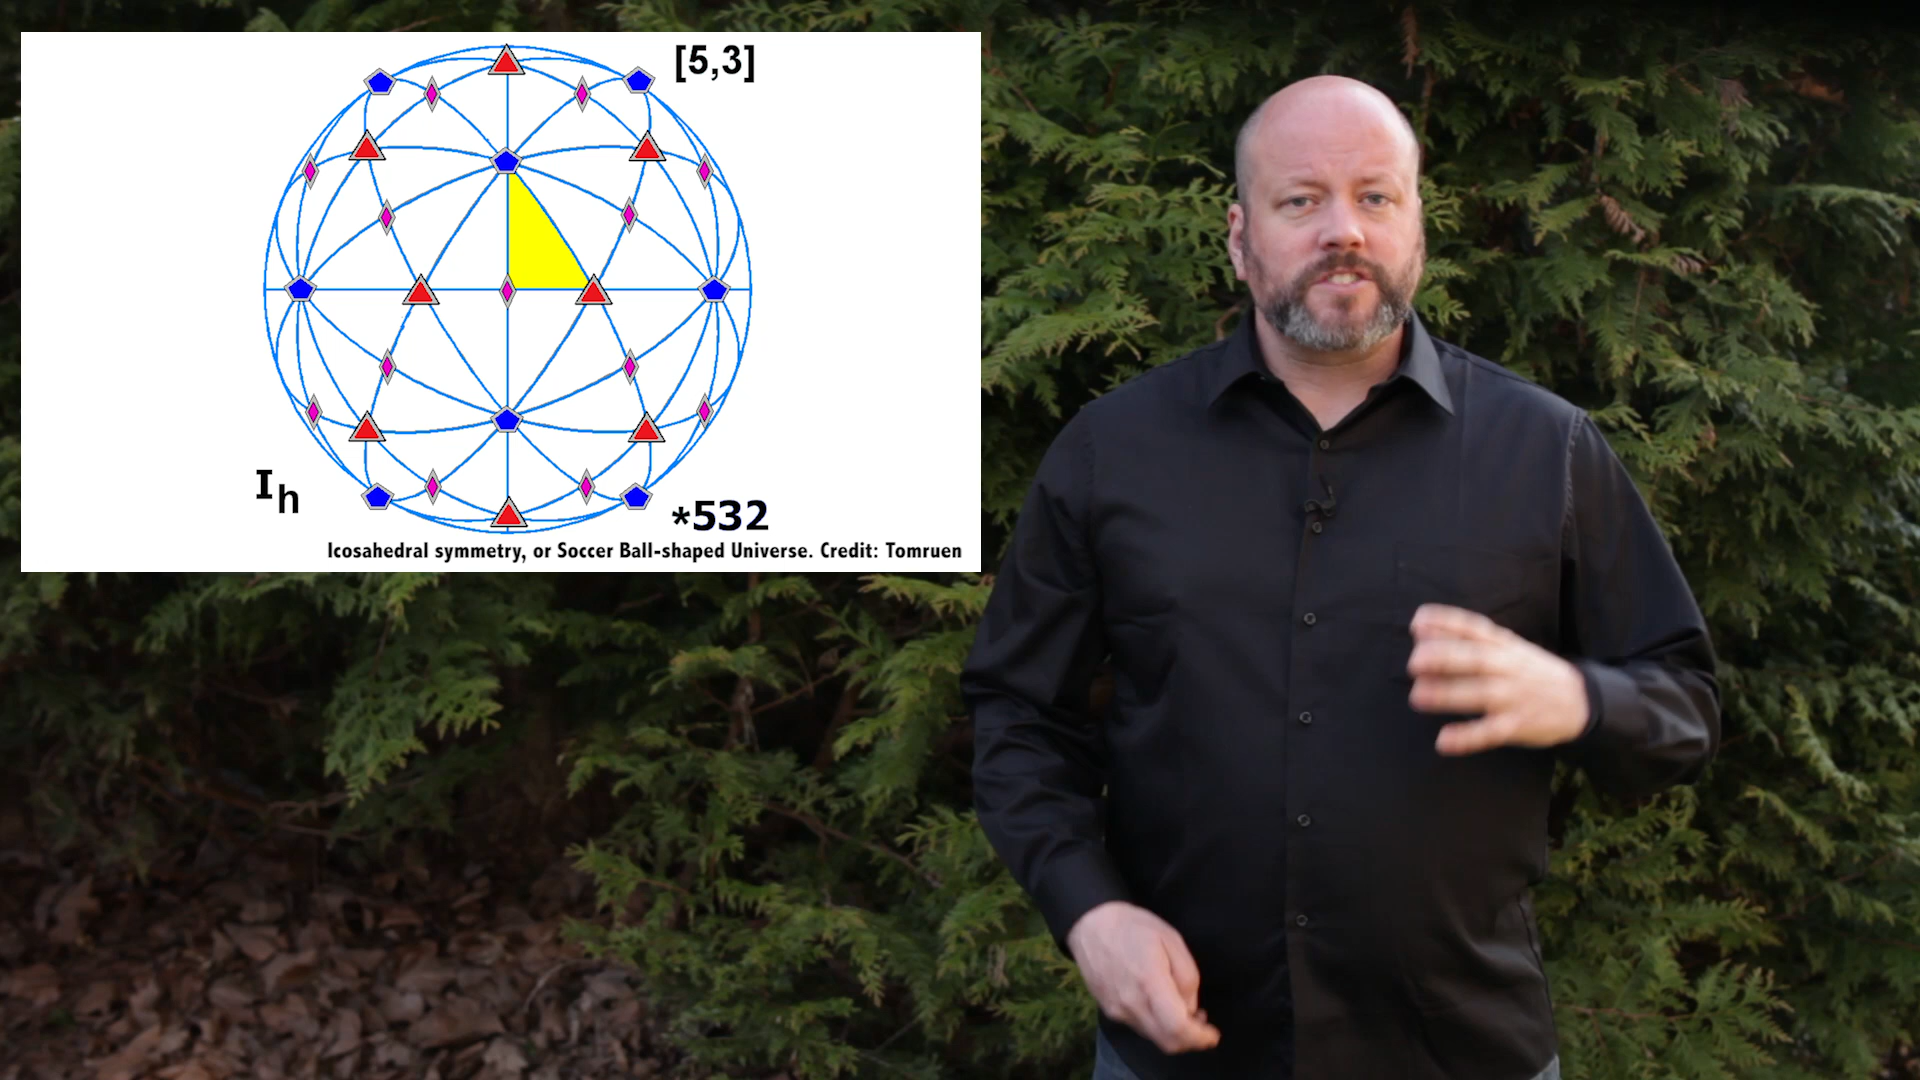 [5,3]
Ih
*532
Icosahedral symmetry, or Soccer Ball-shaped Universe. Credit: Tomruen